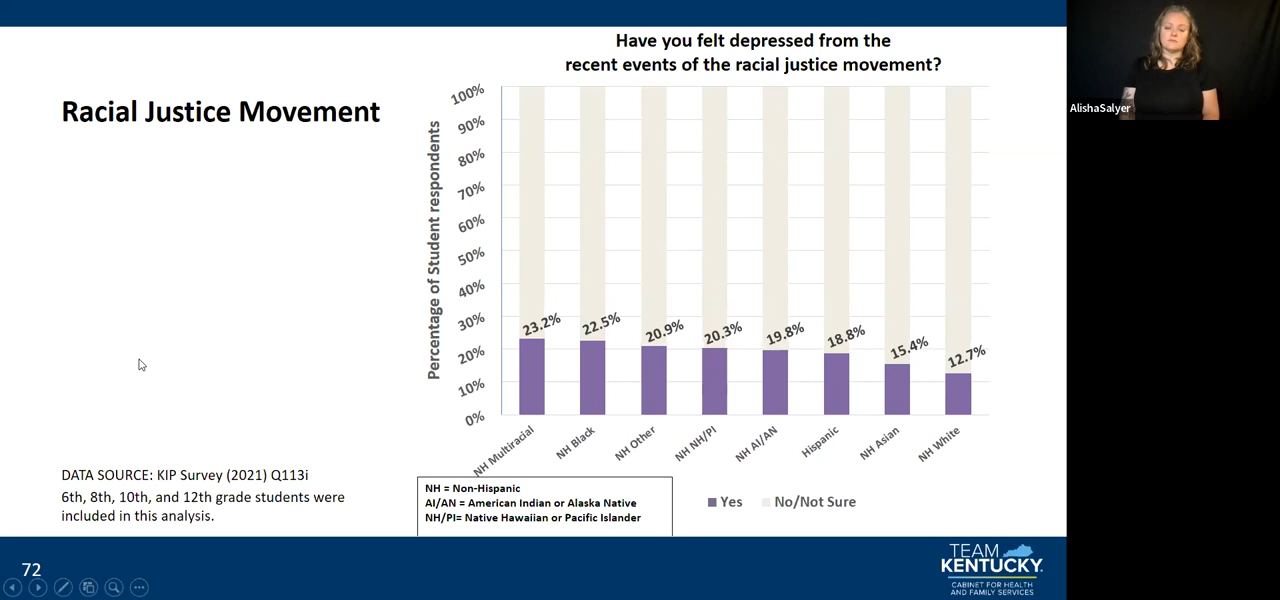 Have you felt depressed from the
recent events of the racial justice movement?
Racial Justice Movement
Percentage of Student respondents
100%
90%
80%
70%
60%
50%
40%
30%
20%
10%
0%
23.2%
22.5%
20.9%
20.3%
19.8%
18.8%
15.4%
12.7%
NH Multiracial
NH Black
NH Other
NH NH/PI
NH AI/AN
Hispanic
NH Asian
NH White
DATA SOURCE: KIP Survey (2021) Q113i
6th, 8th, 10th, and 12th grade students were
included in this analysis.
NH = Non-Hispanic
AI/AN = American Indian or Alaska Native
NH/PI= Native Hawaiian or Pacific Islander
Yes No/Not Sure
72
TEAM
KENTUCKY.
CABINET FOR HEALTH
AND FAMILY SERVICES
AlishaSalyer